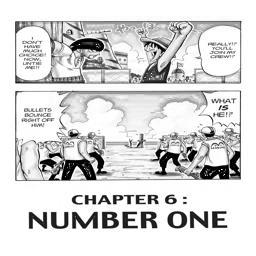 REALLY!?
YOU'LL
JOIN MY
CREW!?
I
DON'T
HAVE
MUCH
CHOICE!
NOW,
UNTIE
ME!!
WHAT
IS
HE!?
BULLETS
BOUNCE
RIGHT OFF
HIM!
CHAPTER 6 :
NUMBER ONE